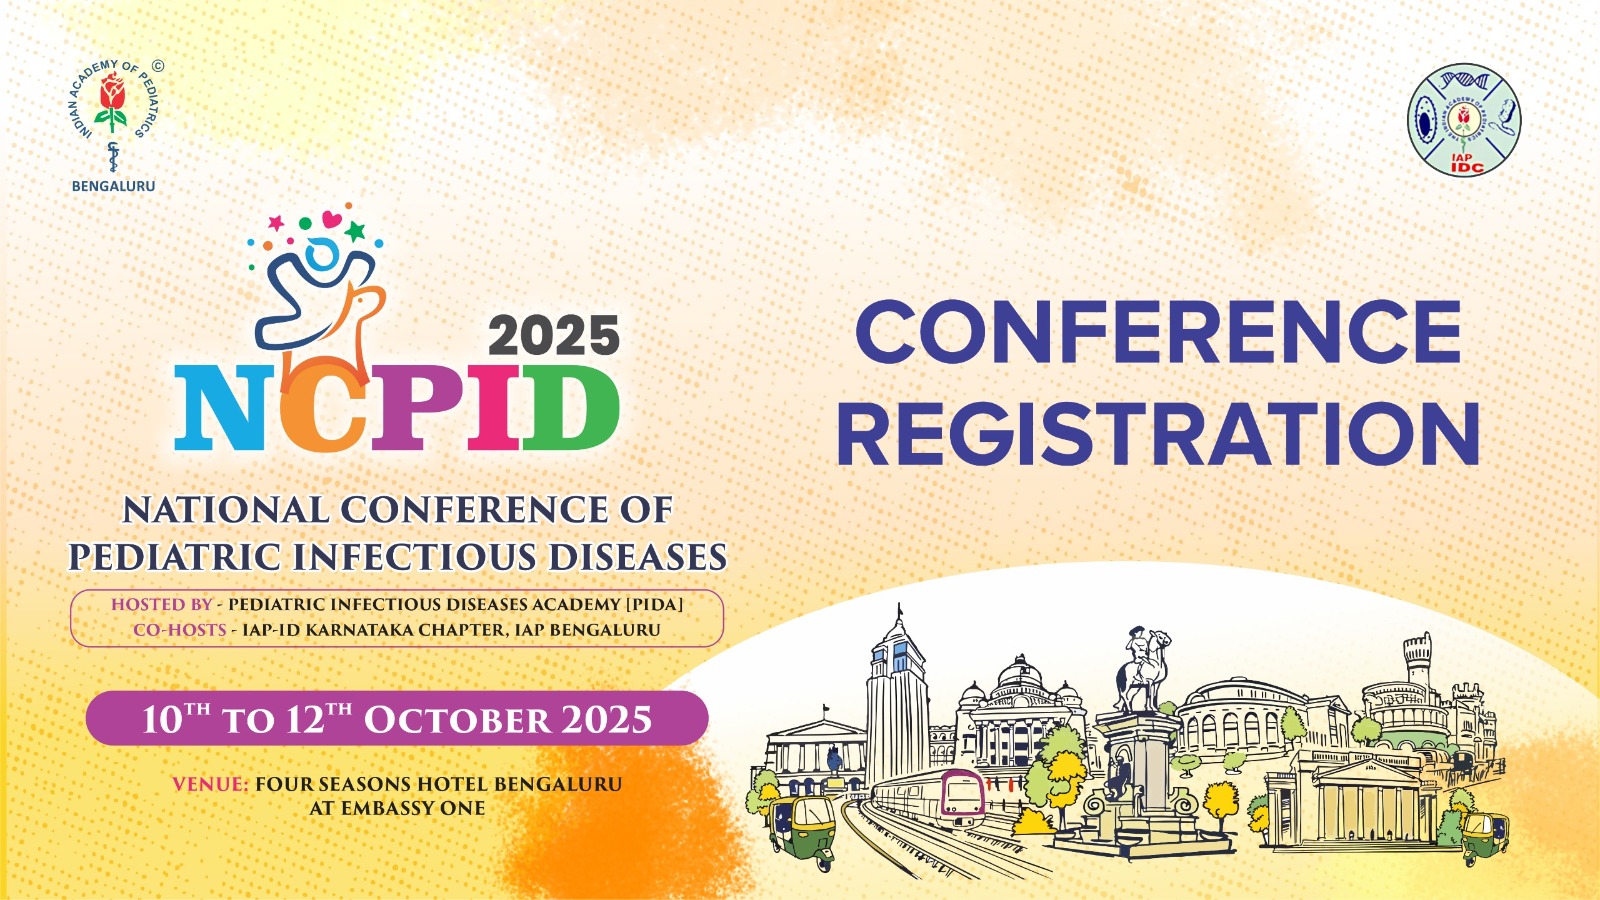 INDIAN ACADEMY OF PEDIATRICS ©
BENGALURU
IAP
IDC
2025
NCPID
NATIONAL CONFERENCE OF
PEDIATRIC INFECTIOUS DISEASES
HOSTED BY - PEDIATRIC INFECTIOUS DISEASES ACADEMY [PIDA]
CO-HOSTS - IAP-ID KARNATAKA CHAPTER, IAP BENGALURU
10TH TO 12TH OCTOBER 2025
VENUE: FOUR SEASONS HOTEL BENGALURU
AT EMBASSY ONE
CONFERENCE
REGISTRATION